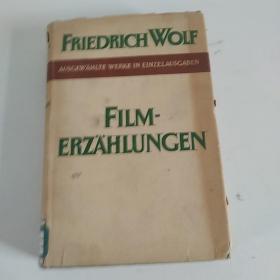 FRIEDRICH WOLF
AUSGEWÄHLTE WERKE IN EINZELAUSGABEN
FILM-
ERZÄHLUNGEN